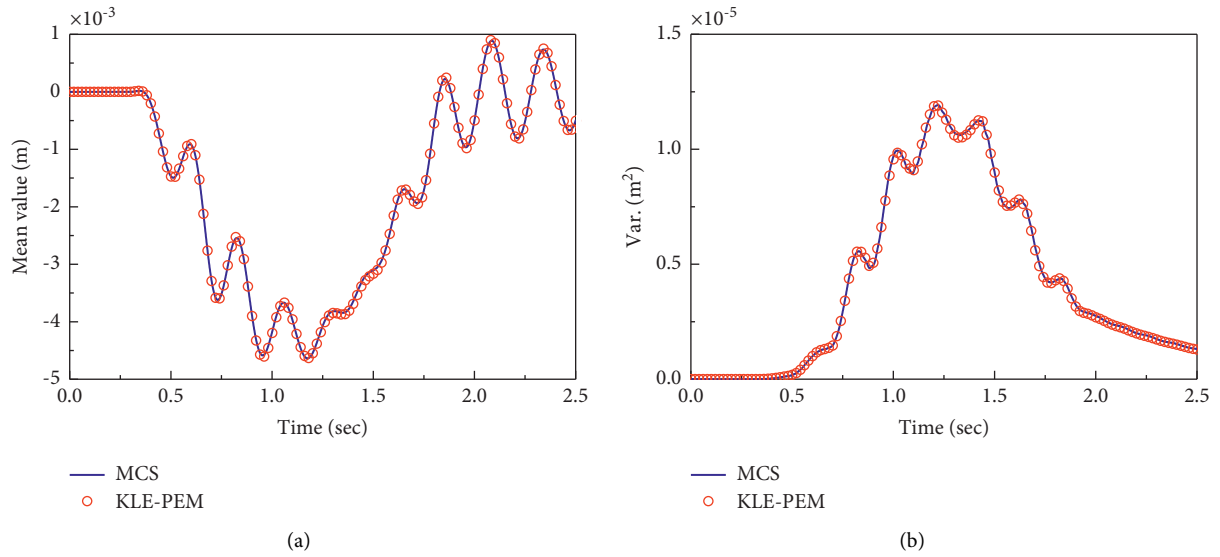 ×10⁻³
1
0
-1
-2
-3
-4
-5
Mean value (m)
0.0 0.5 1.0 1.5 2.0 2.5
Time (sec)
MCS
KLE-PEM
(a)
×10⁻⁵
1.5
1.0
0.5
0.0
Var. (m²)
0.0 0.5 1.0 1.5 2.0 2.5
Time (sec)
MCS
KLE-PEM
(b)